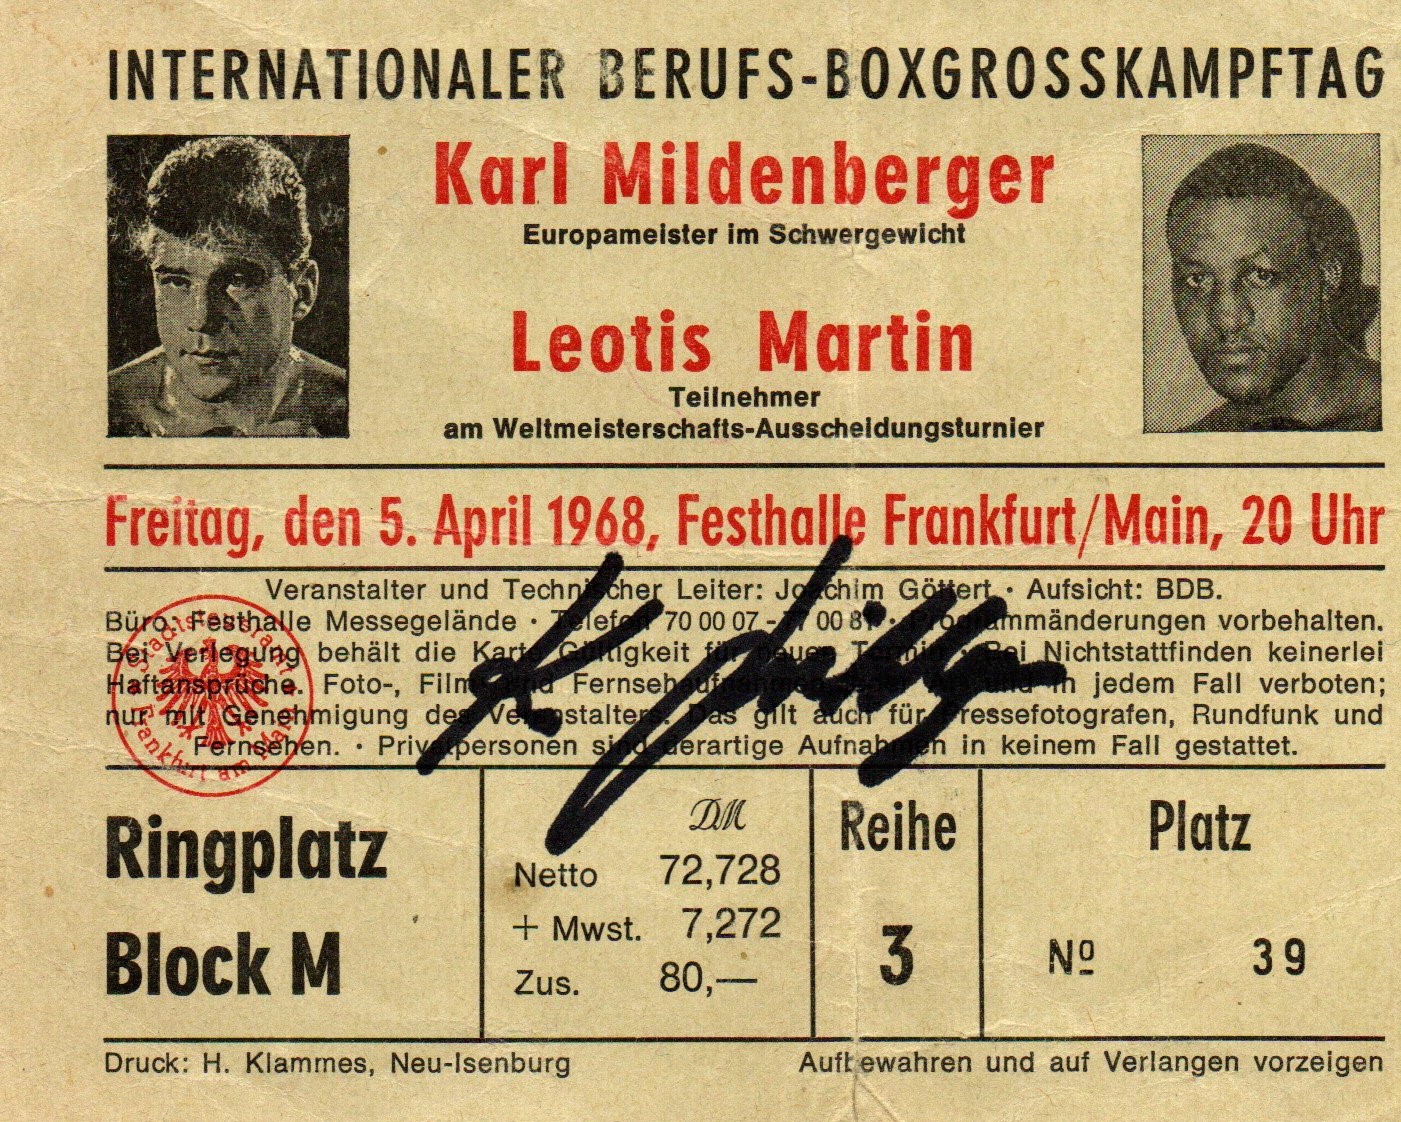 INTERNATIONALER BERUFS-BOXGROSSKAMPFTAG
Karl Mildenberger
Europameister im Schwergewicht
Leotis Martin
Teilnehmer
am Weltmeisterschafts-Ausscheidungsturnier
Freitag, den 5. April 1968, Festhalle Frankfurt/Main, 20 Uhr
Veranstalter und Technischer Leiter: Joachim Göttert · Aufsicht: BDB.
Büro: Festhalle Messegelände · Telefon 70 00 07 - 77 00 81 · Programmänderungen vorbehalten.
Bei Verlegung behält die Karte Gültigkeit für neuen Termin · Bei Nichtstattfinden keinerlei
Haftansprüche. Foto-, Film- und Fernsehaufnahmen und in jedem Fall verboten;
nur mit Genehmigung des Veranstalters. Das gilt auch für Pressefotografen, Rundfunk und
Fernsehen. · Privatpersonen sind derartige Aufnahmen in keinem Fall gestattet.
Frankfurt am Main
Ringplatz
Block M
DM
Netto 72,728
+ Mwst. 7,272
Zus. 80,—
Reihe
3
Platz
Nº 39
Druck: H. Klammes, Neu-Isenburg
Aufbewahren und auf Verlangen vorzeigen